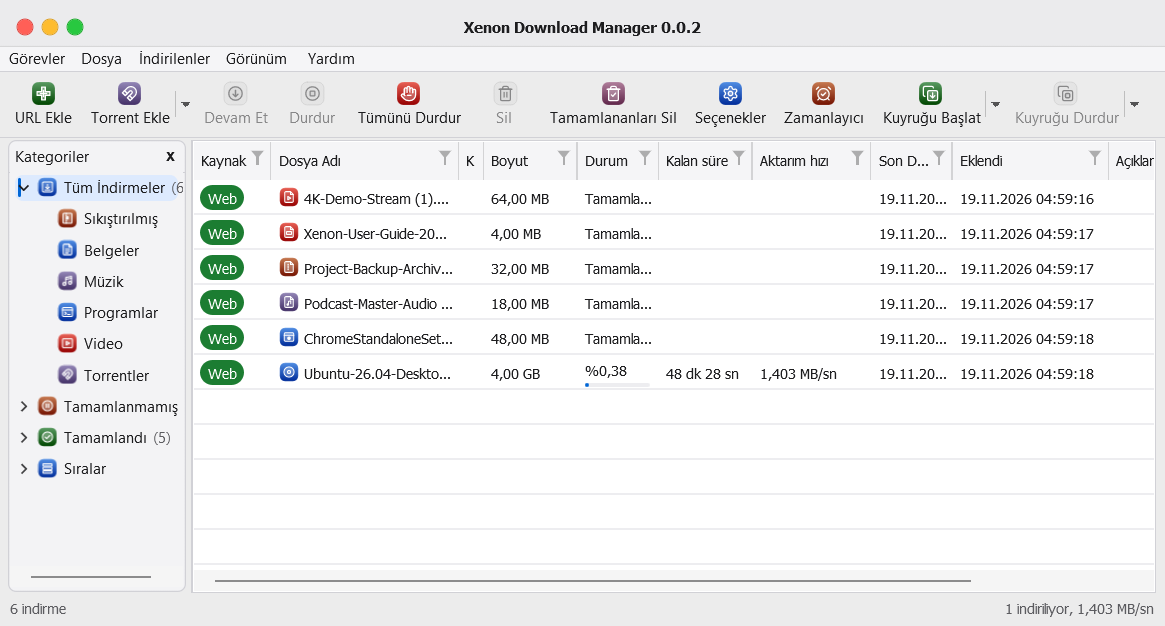 Xenon Download Manager 0.0.2
Görevler Dosya İndirilenler Görünüm Yardım
URL Ekle Torrent Ekle Devam Et Durdur Tümünü Durdur Sil Tamamlananları Sil Seçenekler Zamanlayıcı Kuyruğu Başlat Kuyruğu Durdur
Kategoriler x
Tüm İndirmeler (6
Sıkıştırılmış
Belgeler
Müzik
Programlar
Video
Torrentler
Tamamlanmamış
Tamamlandı (5)
Sıralar
Kaynak Dosya Adı K Boyut Durum Kalan süre Aktarım hızı Son D... Eklendi Açıklar
Web 4K-Demo-Stream (1).... 64,00 MB Tamamla... 19.11.20... 19.11.2026 04:59:16
Web Xenon-User-Guide-20... 4,00 MB Tamamla... 19.11.20... 19.11.2026 04:59:17
Web Project-Backup-Archiv... 32,00 MB Tamamla... 19.11.20... 19.11.2026 04:59:17
Web Podcast-Master-Audio ... 18,00 MB Tamamla... 19.11.20... 19.11.2026 04:59:17
Web ChromeStandaloneSet... 48,00 MB Tamamla... 19.11.20... 19.11.2026 04:59:18
Web Ubuntu-26.04-Deskto... 4,00 GB %0,38 48 dk 28 sn 1,403 MB/sn 19.11.20... 19.11.2026 04:59:18
6 indirme
1 indiriliyor, 1,403 MB/sn